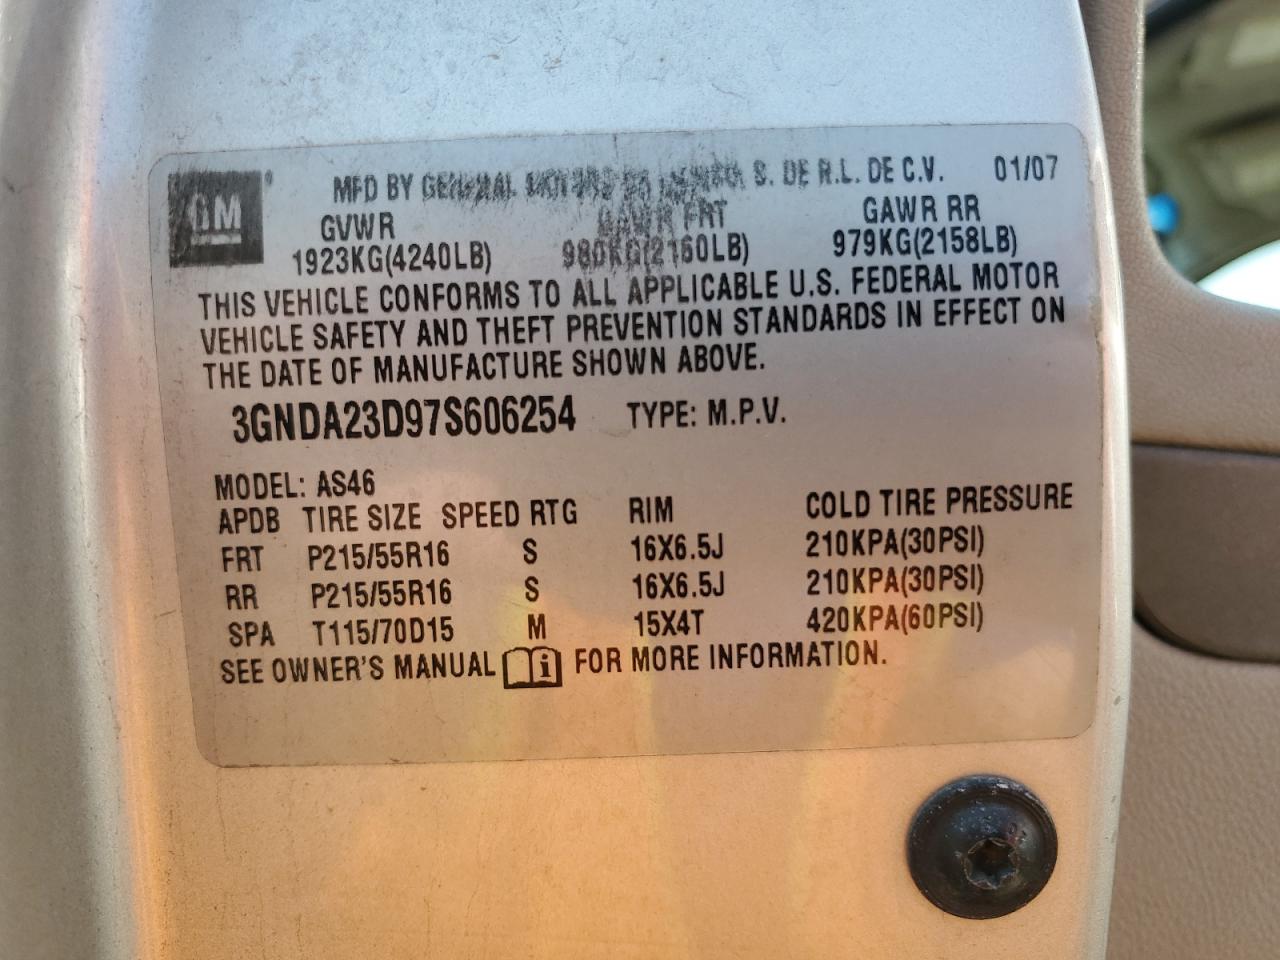 GM
MFD BY GENERAL MOTORS DE MEXICO, S. DE R.L. DE C.V. 01/07
GVWR GAWR FRT GAWR RR
1923KG(4240LB) 980KG(2160LB) 979KG(2158LB)
THIS VEHICLE CONFORMS TO ALL APPLICABLE U.S. FEDERAL MOTOR
VEHICLE SAFETY AND THEFT PREVENTION STANDARDS IN EFFECT ON
THE DATE OF MANUFACTURE SHOWN ABOVE.
3GNDA23D97S606254 TYPE: M.P.V.
MODEL: AS46
APDB TIRE SIZE SPEED RTG RIM COLD TIRE PRESSURE
FRT P215/55R16 S 16X6.5J 210KPA(30PSI)
RR P215/55R16 S 16X6.5J 210KPA(30PSI)
SPA T115/70D15 M 15X4T 420KPA(60PSI)
SEE OWNER'S MANUAL FOR MORE INFORMATION.